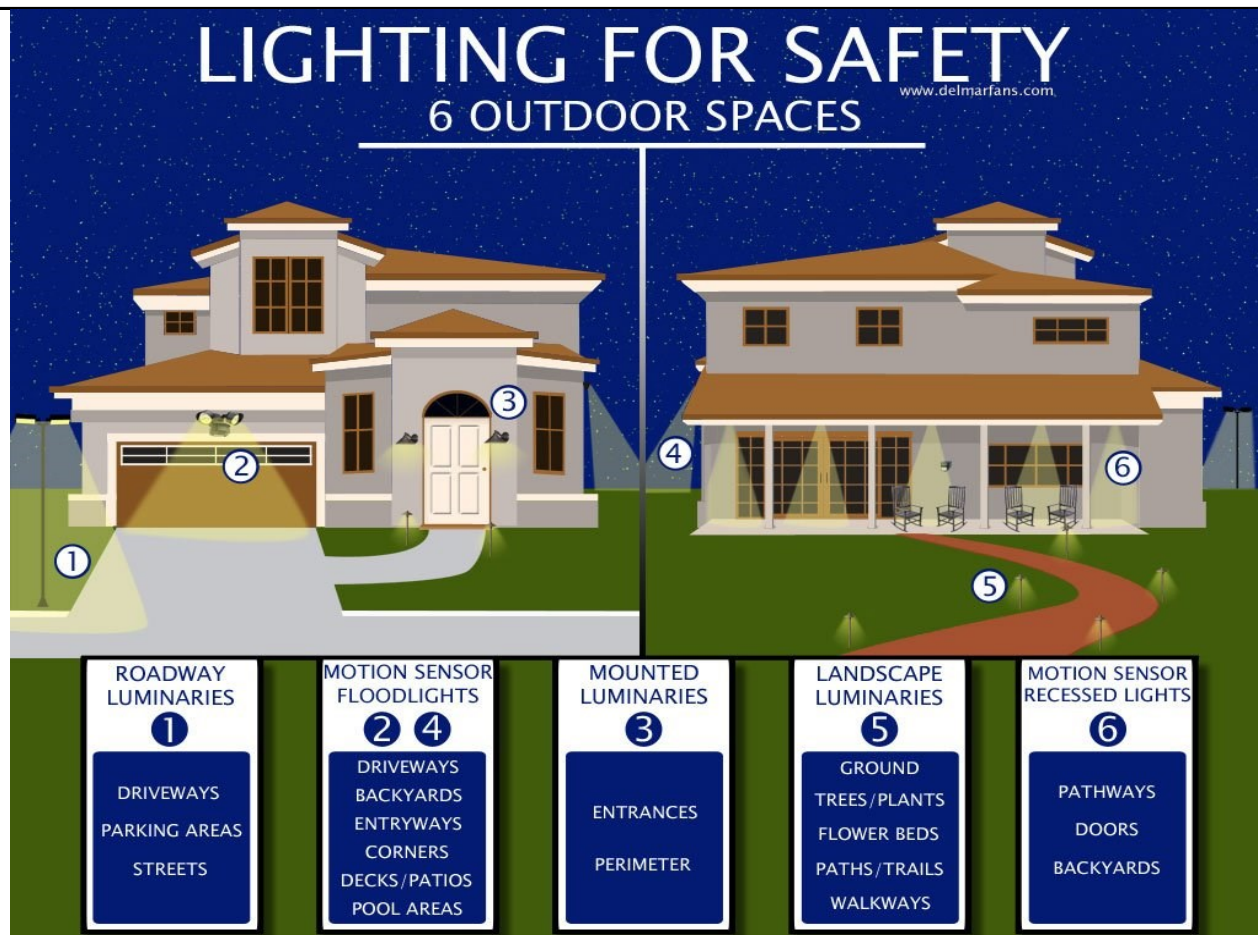 LIGHTING FOR SAFETY
www.delmarfans.com
6 OUTDOOR SPACES
3
2
4
6
1
5
ROADWAY
LUMINARIES
1
DRIVEWAYS
PARKING AREAS
STREETS
MOTION SENSOR
FLOODLIGHTS
2 4
DRIVEWAYS
BACKYARDS
ENTRYWAYS
CORNERS
DECKS/PATIOS
POOL AREAS
MOUNTED
LUMINARIES
3
ENTRANCES
PERIMETER
LANDSCAPE
LUMINARIES
5
GROUND
TREES/PLANTS
FLOWER BEDS
PATHS/TRAILS
WALKWAYS
MOTION SENSOR
RECESSED LIGHTS
6
PATHWAYS
DOORS
BACKYARDS